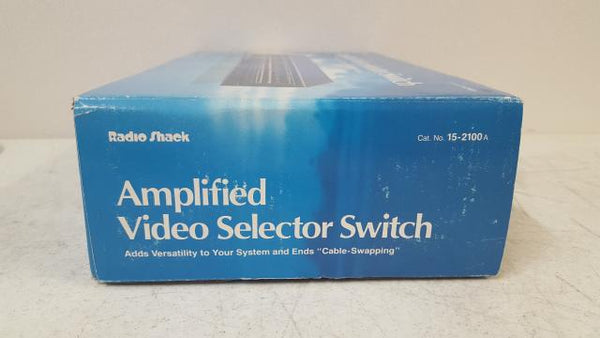 Radio Shack
Cat. No. 15-2100A
Amplified
Video Selector Switch
Adds Versatility to Your System and Ends "Cable-Swapping"